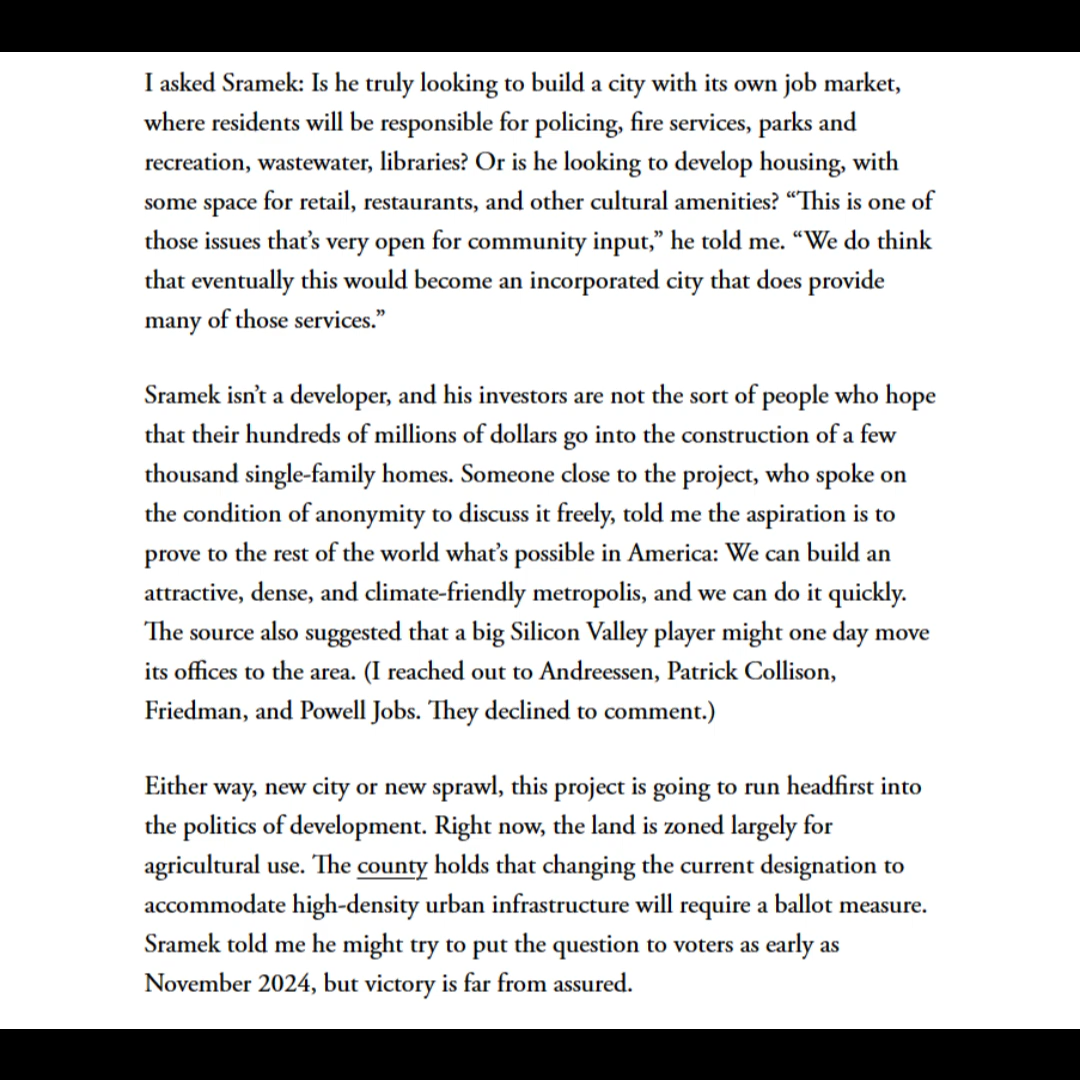 I asked Sramek: Is he truly looking to build a city with its own job market,
where residents will be responsible for policing, fire services, parks and
recreation, wastewater, libraries? Or is he looking to develop housing, with
some space for retail, restaurants, and other cultural amenities? “This is one of
those issues that’s very open for community input,” he told me. “We do think
that eventually this would become an incorporated city that does provide
many of those services.”
Sramek isn’t a developer, and his investors are not the sort of people who hope
that their hundreds of millions of dollars go into the construction of a few
thousand single-family homes. Someone close to the project, who spoke on
the condition of anonymity to discuss it freely, told me the aspiration is to
prove to the rest of the world what’s possible in America: We can build an
attractive, dense, and climate-friendly metropolis, and we can do it quickly.
The source also suggested that a big Silicon Valley player might one day move
its offices to the area. (I reached out to Andreessen, Patrick Collison,
Friedman, and Powell Jobs. They declined to comment.)
Either way, new city or new sprawl, this project is going to run headfirst into
the politics of development. Right now, the land is zoned largely for
agricultural use. The county holds that changing the current designation to
accommodate high-density urban infrastructure will require a ballot measure.
Sramek told me he might try to put the question to voters as early as
November 2024, but victory is far from assured.